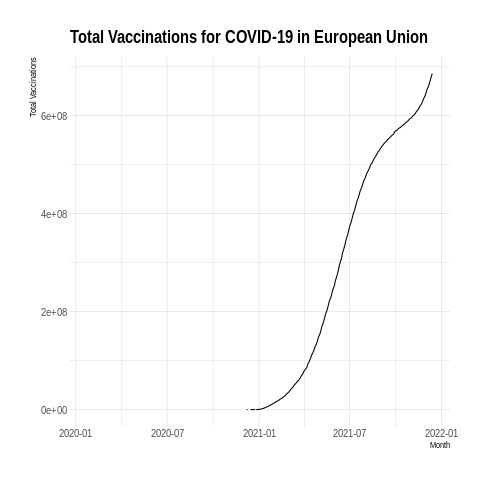 Total Vaccinations for COVID-19 in European Union
Total Vaccinations
6e+08
4e+08
2e+08
0e+00
2020-01 2020-07 2021-01 2021-07 2022-01
Month